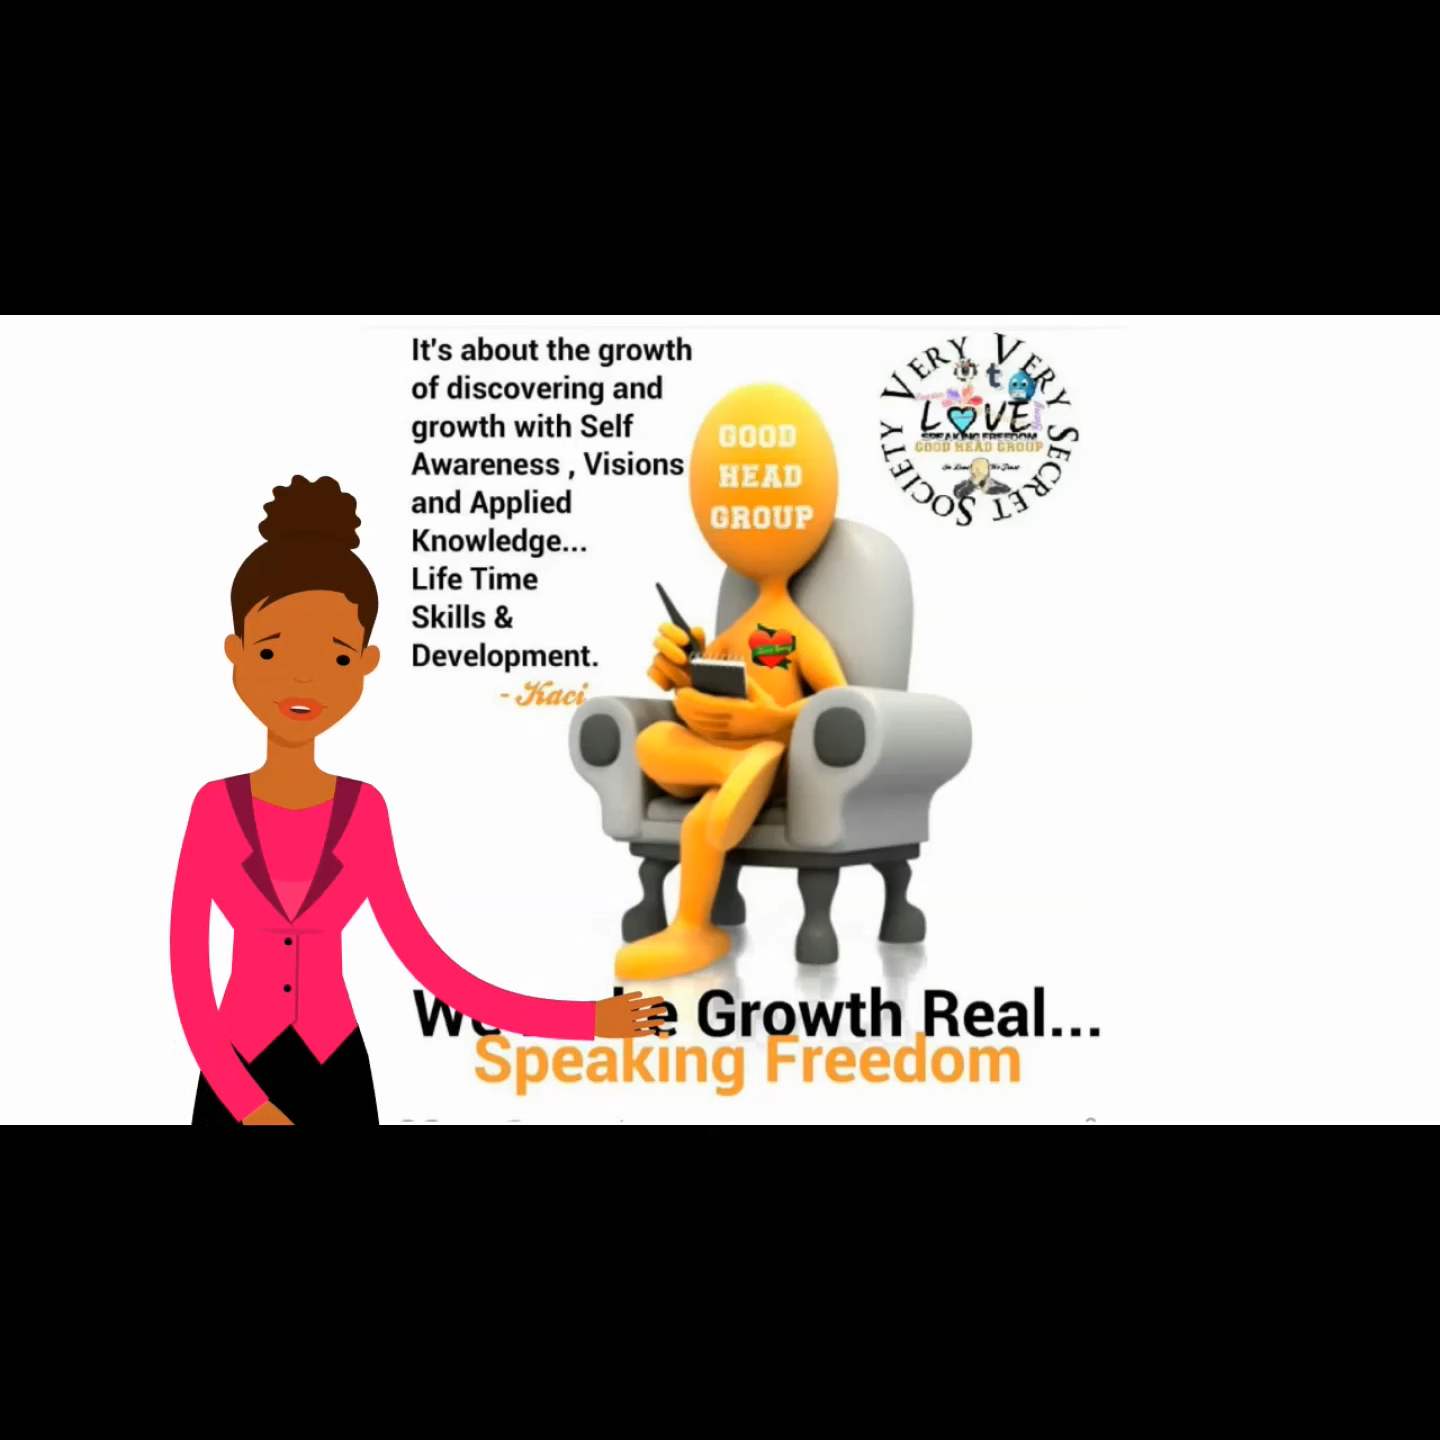 It's about the growth
of discovering and
growth with Self
Awareness , Visions
and Applied
Knowledge...
Life Time
Skills &
Development.
- Kaci
GOOD
HEAD
GROUP
VERY VERY SECRET SOCIETY
t
LOVE
SPEAKING FREEDOM
GOOD HEAD GROUP
Growth Real...
Speaking Freedom